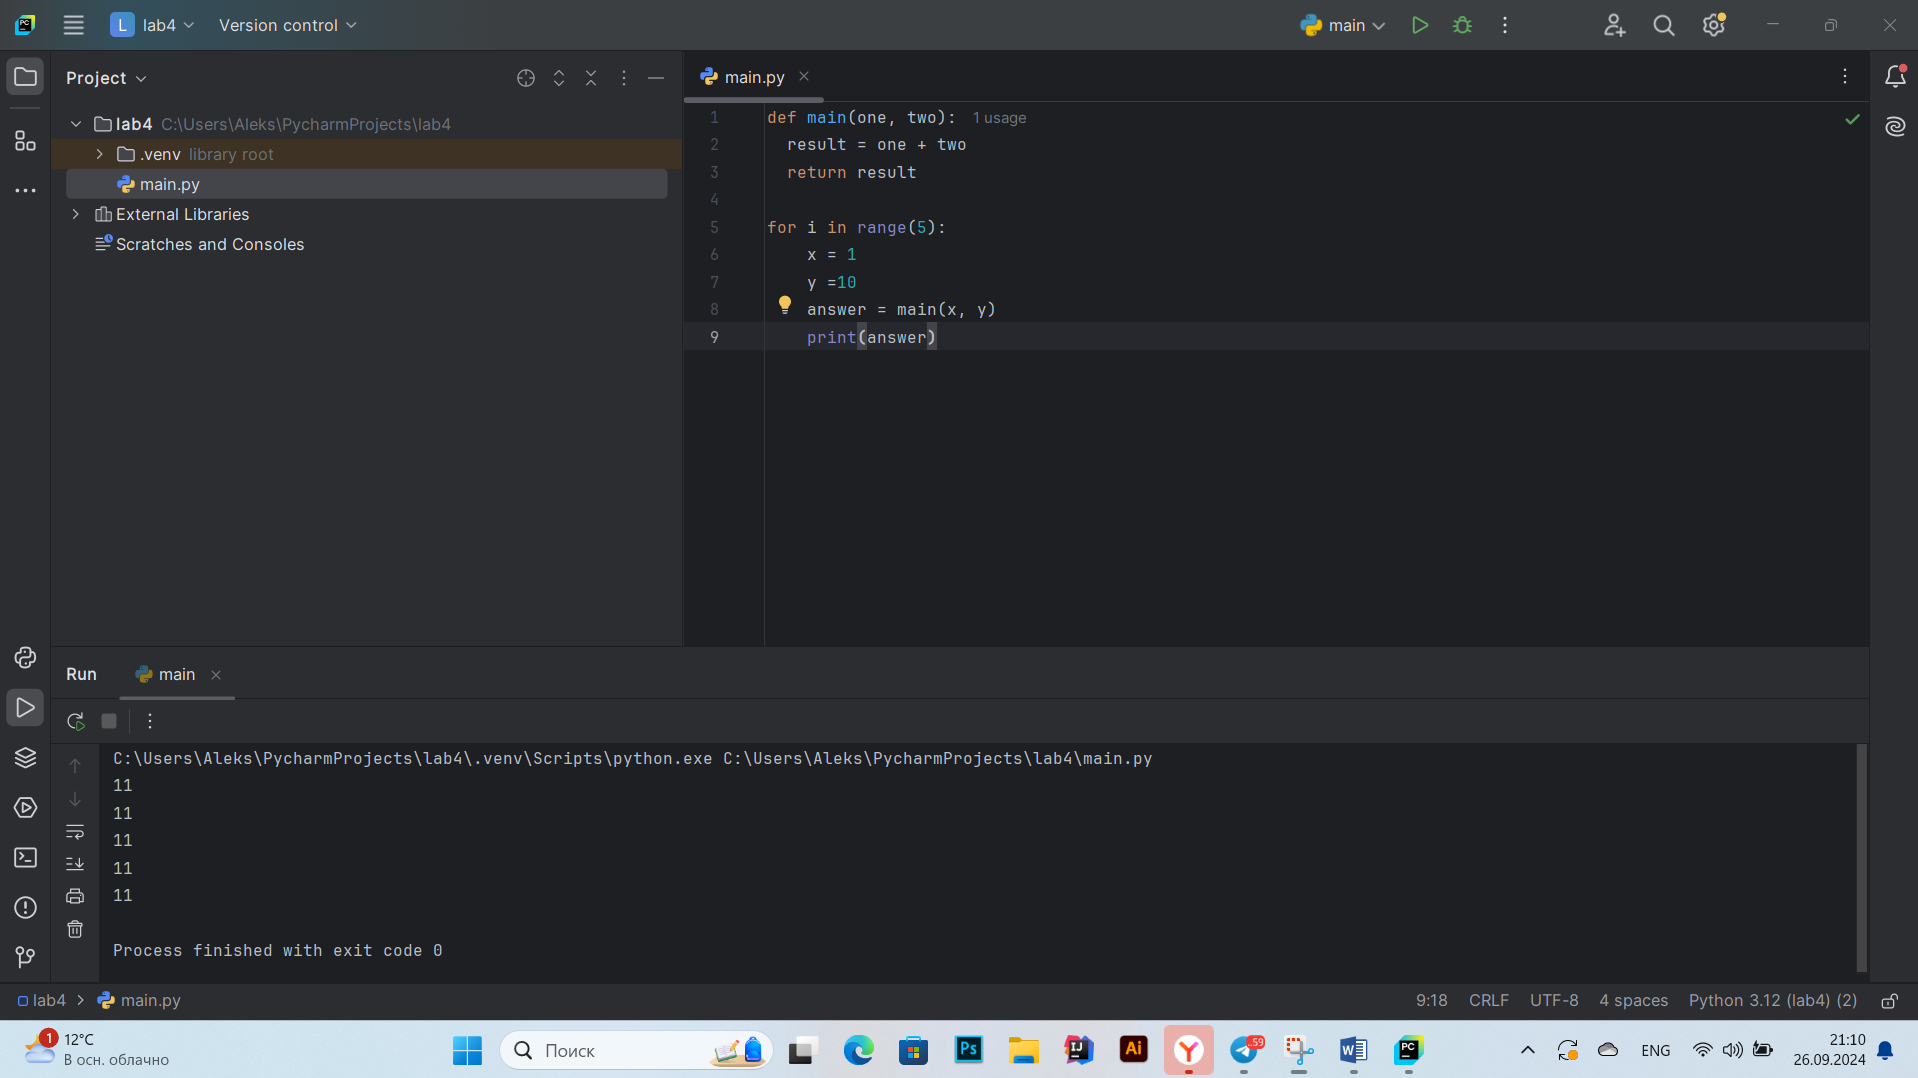 L lab4 Version control main
Project
main.py
lab4 C:\Users\Aleks\PycharmProjects\lab4
.venv library root
main.py
External Libraries
Scratches and Consoles
1 def main(one, two): 1 usage
2 result = one + two
3 return result
4
5 for i in range(5):
6 x = 1
7 y =10
8 answer = main(x, y)
9 print(answer)
Run main
C:\Users\Aleks\PycharmProjects\lab4\.venv\Scripts\python.exe C:\Users\Aleks\PycharmProjects\lab4\main.py
11
11
11
11
11
Process finished with exit code 0
lab4 main.py 9:18 CRLF UTF-8 4 spaces Python 3.12 (lab4) (2)
1 12°C
В осн. облачно
Поиск
Ps
IJ
Ai
Y
.59
W
PC
ENG
21:10
26.09.2024